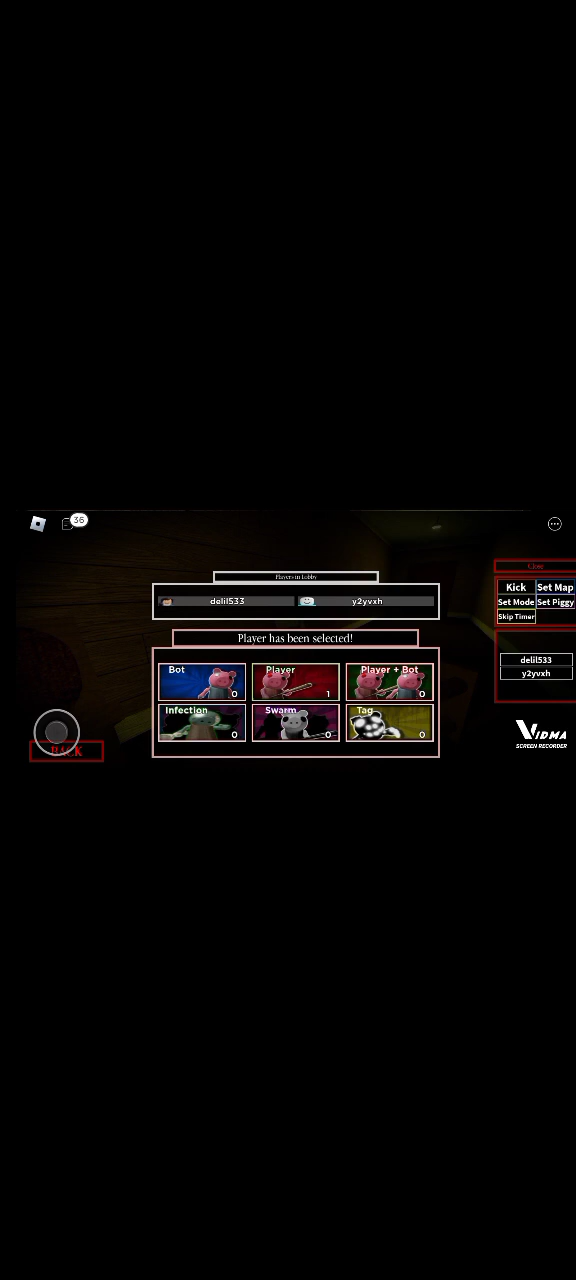 36
Players in Lobby
delil533 y2yvxh
Player has been selected!
Bot Player Player + Bot
0 1 0
Infection Swarm Tag
0 0 0
BACK
Close
Kick Set Map
Set Mode Set Piggy
Skip Timer
delil533
y2yvxh
VIDMA
SCREEN RECORDER